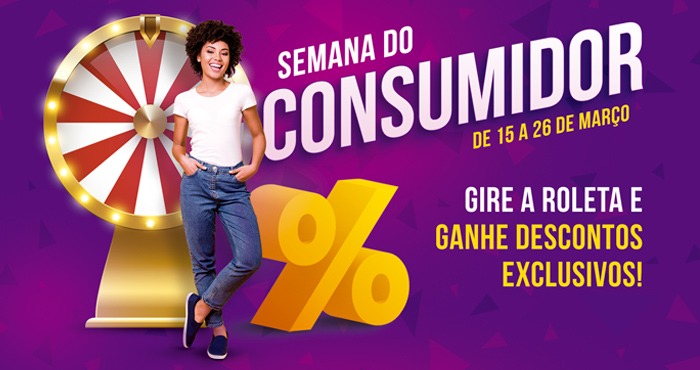 SEMANA DO
CONSUMIDOR
DE 15 A 26 DE MARÇO
%
GIRE A ROLETA E
GANHE DESCONTOS
EXCLUSIVOS!